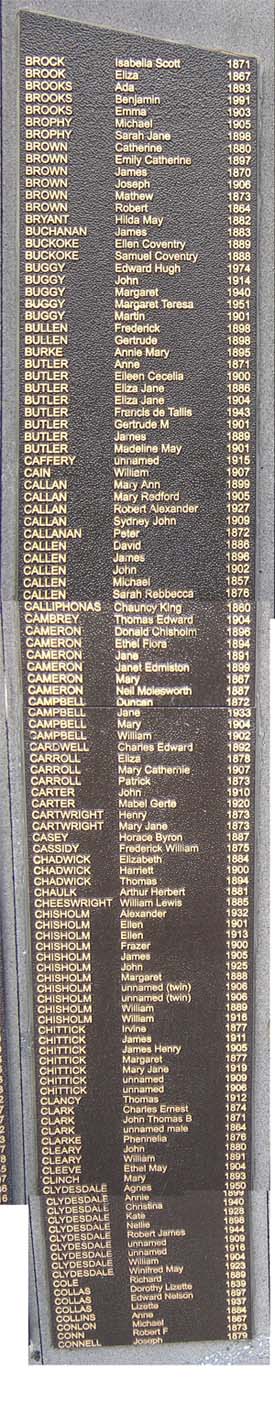 BROCK Isabella Scott 1871
BROOK Eliza 1867
BROOKS Ada 1893
BROOKS Benjamin 1991
BROOKS Emma 1903
BROPHY Michael 1905
BROPHY Sarah Jane 1898
BROWN Catherine 1880
BROWN Emily Catherine 1897
BROWN James 1870
BROWN Joseph 1906
BROWN Mathew 1873
BROWN Robert 1864
BRYANT Hilda May 1882
BUCHANAN James 1883
BUCKOKE Ellen Coventry 1889
BUCKOKE Samuel Coventry 1888
BUGGY Edward Hugh 1974
BUGGY John 1914
BUGGY Margaret 1940
BUGGY Margaret Teresa 1951
BUGGY Martin 1901
BULLEN Frederick 1898
BULLEN Gertrude 1898
BURKE Annie Mary 1895
BUTLER Anne 1871
BUTLER Eileen Cecelia 1900
BUTLER Eliza Jane 1886
BUTLER Eliza Jane 1904
BUTLER Francis de Tallis 1943
BUTLER Gertrude M 1901
BUTLER James 1889
BUTLER Madeline May 1901
CAFFERY unnamed 1915
CAIN William 1907
CALLAN Mary Ann 1899
CALLAN Mary Redford 1905
CALLAN Robert Alexander 1927
CALLAN Sydney John 1909
CALLANAN Peter 1872
CALLEN David 1886
CALLEN James 1896
CALLEN John 1902
CALLEN Michael 1857
CALLEN Sarah Rebbecca 1876
CALLIPHONAS Chauncy King 1860
CAMBREY Thomas Edward 1904
CAMERON Donald Chisholm 1896
CAMERON Ethel Flora 1894
CAMERON Jane 1891
CAMERON Janet Edmiston 1899
CAMERON Mary 1867
CAMERON Neil Molesworth 1887
CAMPBELL Duncan 1872
CAMPBELL Jane 1933
CAMPBELL Mary 1904
CAMPBELL William 1902
CARDWELL Charles Edward 1892
CARROLL Eliza 1878
CARROLL Mary Cathernie 1907
CARROLL Patrick 1873
CARTER John 1910
CARTER Mabel Gerte 1920
CARTWRIGHT Henry 1873
CARTWRIGHT Mary Jane 1873
CASEY Horace Byron 1887
CASSIDY Frederick William 1875
CHADWICK Elizabeth 1884
CHADWICK Harriett 1900
CHADWICK Thomas 1894
CHAULK Arthur Herbert 1881
CHEESWRIGHT William Lewis 1885
CHISHOLM Alexander 1932
CHISHOLM Ellen 1901
CHISHOLM Ellen 1913
CHISHOLM Frazer 1900
CHISHOLM James 1905
CHISHOLM John 1925
CHISHOLM Margaret 1888
CHISHOLM unnamed (twin) 1906
CHISHOLM unnamed (twin) 1906
CHISHOLM William 1889
CHISHOLM William 1916
CHITTICK Irvine 1877
CHITTICK James 1911
CHITTICK James Henry 1905
CHITTICK Margaret 1877
CHITTICK Mary Jane 1919
CHITTICK unnamed 1909
CHITTICK unnamed 1906
CLANCY Thomas 1912
CLARK Charles Ernest 1874
CLARK John Thomas B 1871
CLARK unnamed male 1864
CLARKE Phennelia 1876
CLEARY John 1880
CLEARY William 1891
CLEEVE Ethel May 1904
CLINCH Mary 1893
CLYDESDALE Agnes 1950
CLYDESDALE Annie 1899
CLYDESDALE Christina 1940
CLYDESDALE Kate 1928
CLYDESDALE Nellie 1898
CLYDESDALE Robert James 1944
CLYDESDALE unnamed 1909
CLYDESDALE unnamed 1916
CLYDESDALE William 1904
CLYDESDALE Winifred May 1923
COLE Richard 1889
COLLAS Dorothy Lizette 1839
COLLAS Edward Nelson 1897
COLLAS Lizette 1937
COLLINS Anne 1884
CONLON Michael 1867
CONN Robert F 1873
CONNELL Joseph 1879